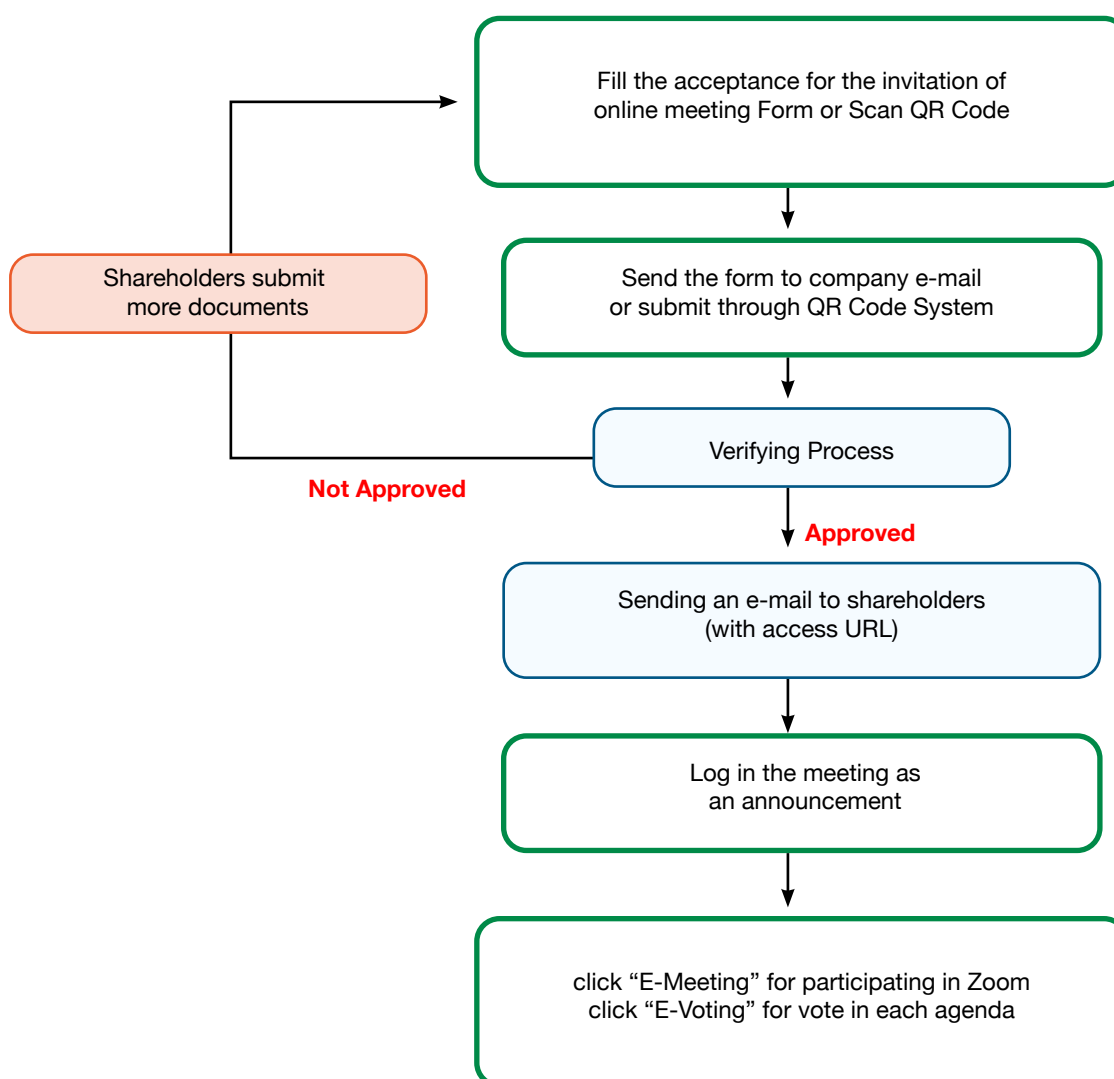 Fill the acceptance for the invitation of
online meeting Form or Scan QR Code
Shareholders submit
more documents
Send the form to company e-mail
or submit through QR Code System
Verifying Process
Not Approved
Approved
Sending an e-mail to shareholders
(with access URL)
Log in the meeting as
an announcement
click “E-Meeting” for participating in Zoom
click “E-Voting” for vote in each agenda